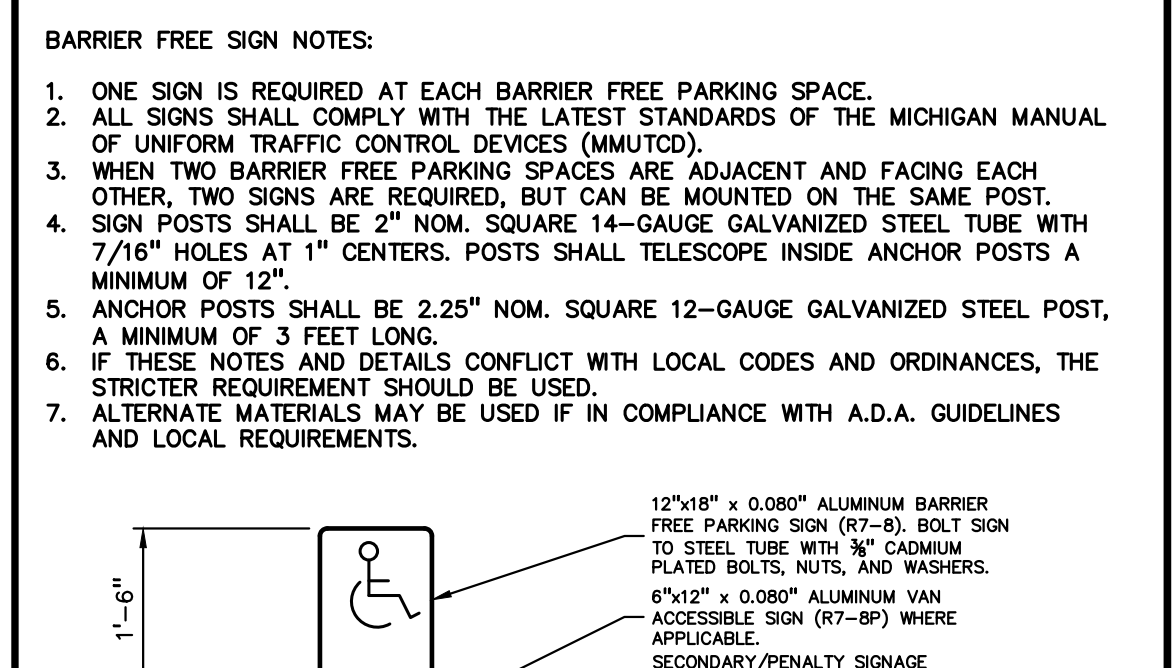 BARRIER FREE SIGN NOTES:
1. ONE SIGN IS REQUIRED AT EACH BARRIER FREE PARKING SPACE.
2. ALL SIGNS SHALL COMPLY WITH THE LATEST STANDARDS OF THE MICHIGAN MANUAL
OF UNIFORM TRAFFIC CONTROL DEVICES (MMUTCD).
3. WHEN TWO BARRIER FREE PARKING SPACES ARE ADJACENT AND FACING EACH
OTHER, TWO SIGNS ARE REQUIRED, BUT CAN BE MOUNTED ON THE SAME POST.
4. SIGN POSTS SHALL BE 2" NOM. SQUARE 14-GAUGE GALVANIZED STEEL TUBE WITH
7/16" HOLES AT 1" CENTERS. POSTS SHALL TELESCOPE INSIDE ANCHOR POSTS A
MINIMUM OF 12".
5. ANCHOR POSTS SHALL BE 2.25" NOM. SQUARE 12-GAUGE GALVANIZED STEEL POST,
A MINIMUM OF 3 FEET LONG.
6. IF THESE NOTES AND DETAILS CONFLICT WITH LOCAL CODES AND ORDINANCES, THE
STRICTER REQUIREMENT SHOULD BE USED.
7. ALTERNATE MATERIALS MAY BE USED IF IN COMPLIANCE WITH A.D.A. GUIDELINES
AND LOCAL REQUIREMENTS.
12"x18" x 0.080" ALUMINUM BARRIER
FREE PARKING SIGN (R7-8). BOLT SIGN
TO STEEL TUBE WITH ⅜" CADMIUM
PLATED BOLTS, NUTS, AND WASHERS.
6"x12" x 0.080" ALUMINUM VAN
ACCESSIBLE SIGN (R7-8P) WHERE
APPLICABLE.
SECONDARY/PENALTY SIGNAGE
1'-6"